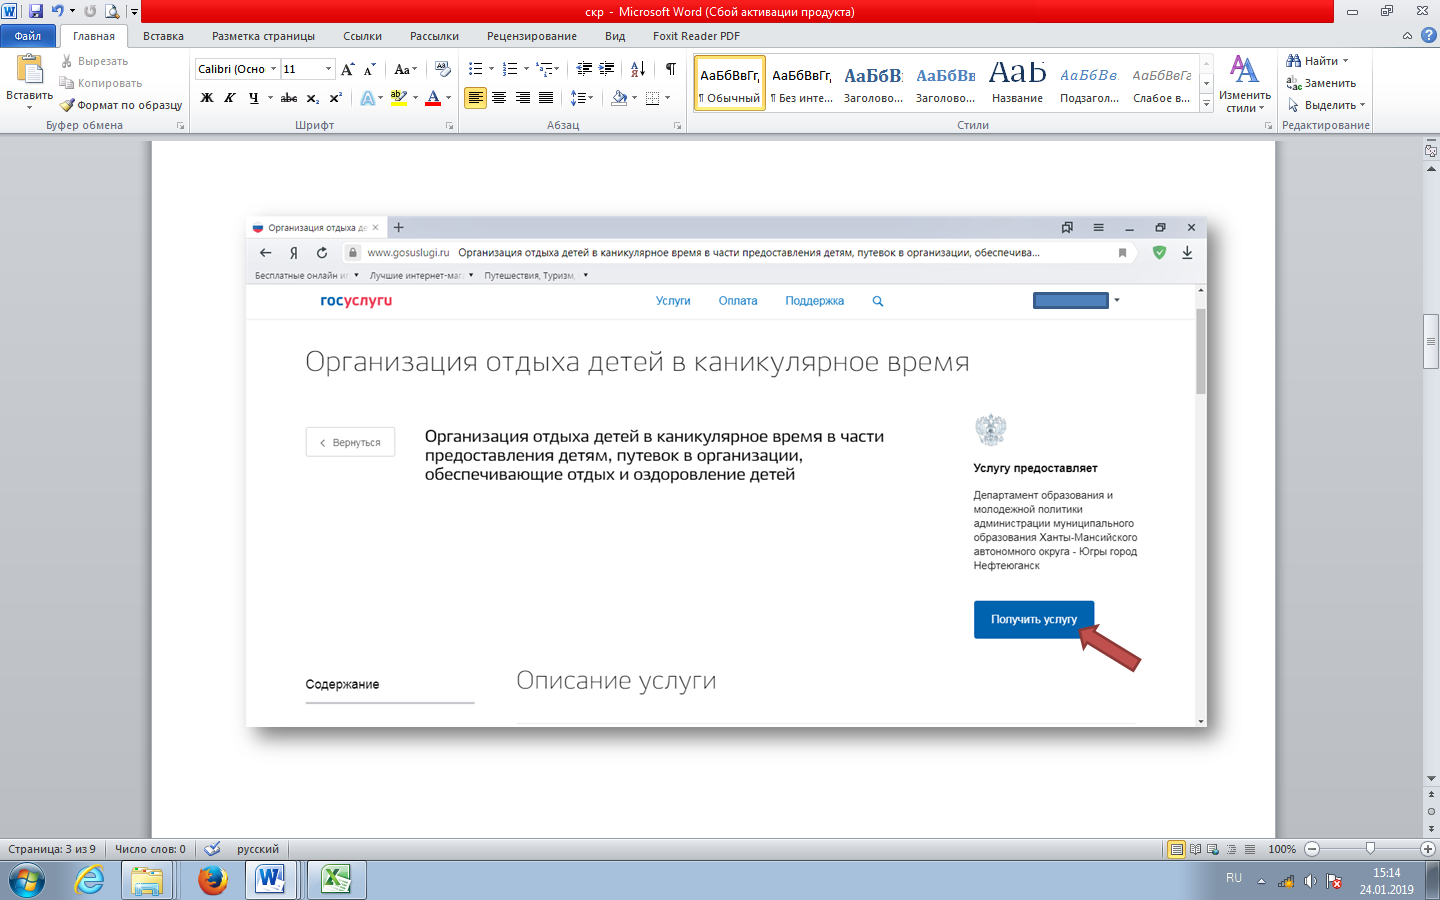 скр - Microsoft Word (Сбой активации продукта)
Файл Главная Вставка Разметка страницы Ссылки Рассылки Рецензирование Вид Foxit Reader PDF
Вставить
Вырезать
Копировать
Формат по образцу
Буфер обмена
Calibri (Осно 11
Ж К Ч abc x₂ x²
Шрифт
Абзац
АаБбВвГг, АаБбВвГг, АаБбВ АаБбВв АаБ АаБбВв. АаБбВвГг
¶ Обычный ¶ Без инте... Заголово... Заголово... Название Подзагол... Слабое в...
Стили
Изменить
стили
Найти
Заменить
Выделить
Редактирование
Организация отдыха де
www.gosuslugi.ru Организация отдыха детей в каникулярное время в части предоставления детям, путевок в организации, обеспечива...
Бесплатные онлайн иг Лучшие интернет-мага Путешествия, Туризм,
госуслуги Услуги Оплата Поддержка
Организация отдыха детей в каникулярное время
Вернуться
Организация отдыха детей в каникулярное время в части
предоставления детям, путевок в организации,
обеспечивающие отдых и оздоровление детей
Услугу предоставляет
Департамент образования и
молодежной политики
администрации муниципального
образования Ханты-Мансийского
автономного округа - Югры город
Нефтеюганск
Получить услугу
Содержание
Описание услуги
Страница: 3 из 9 Число слов: 0 русский 100%
RU 15:14
24.01.2019